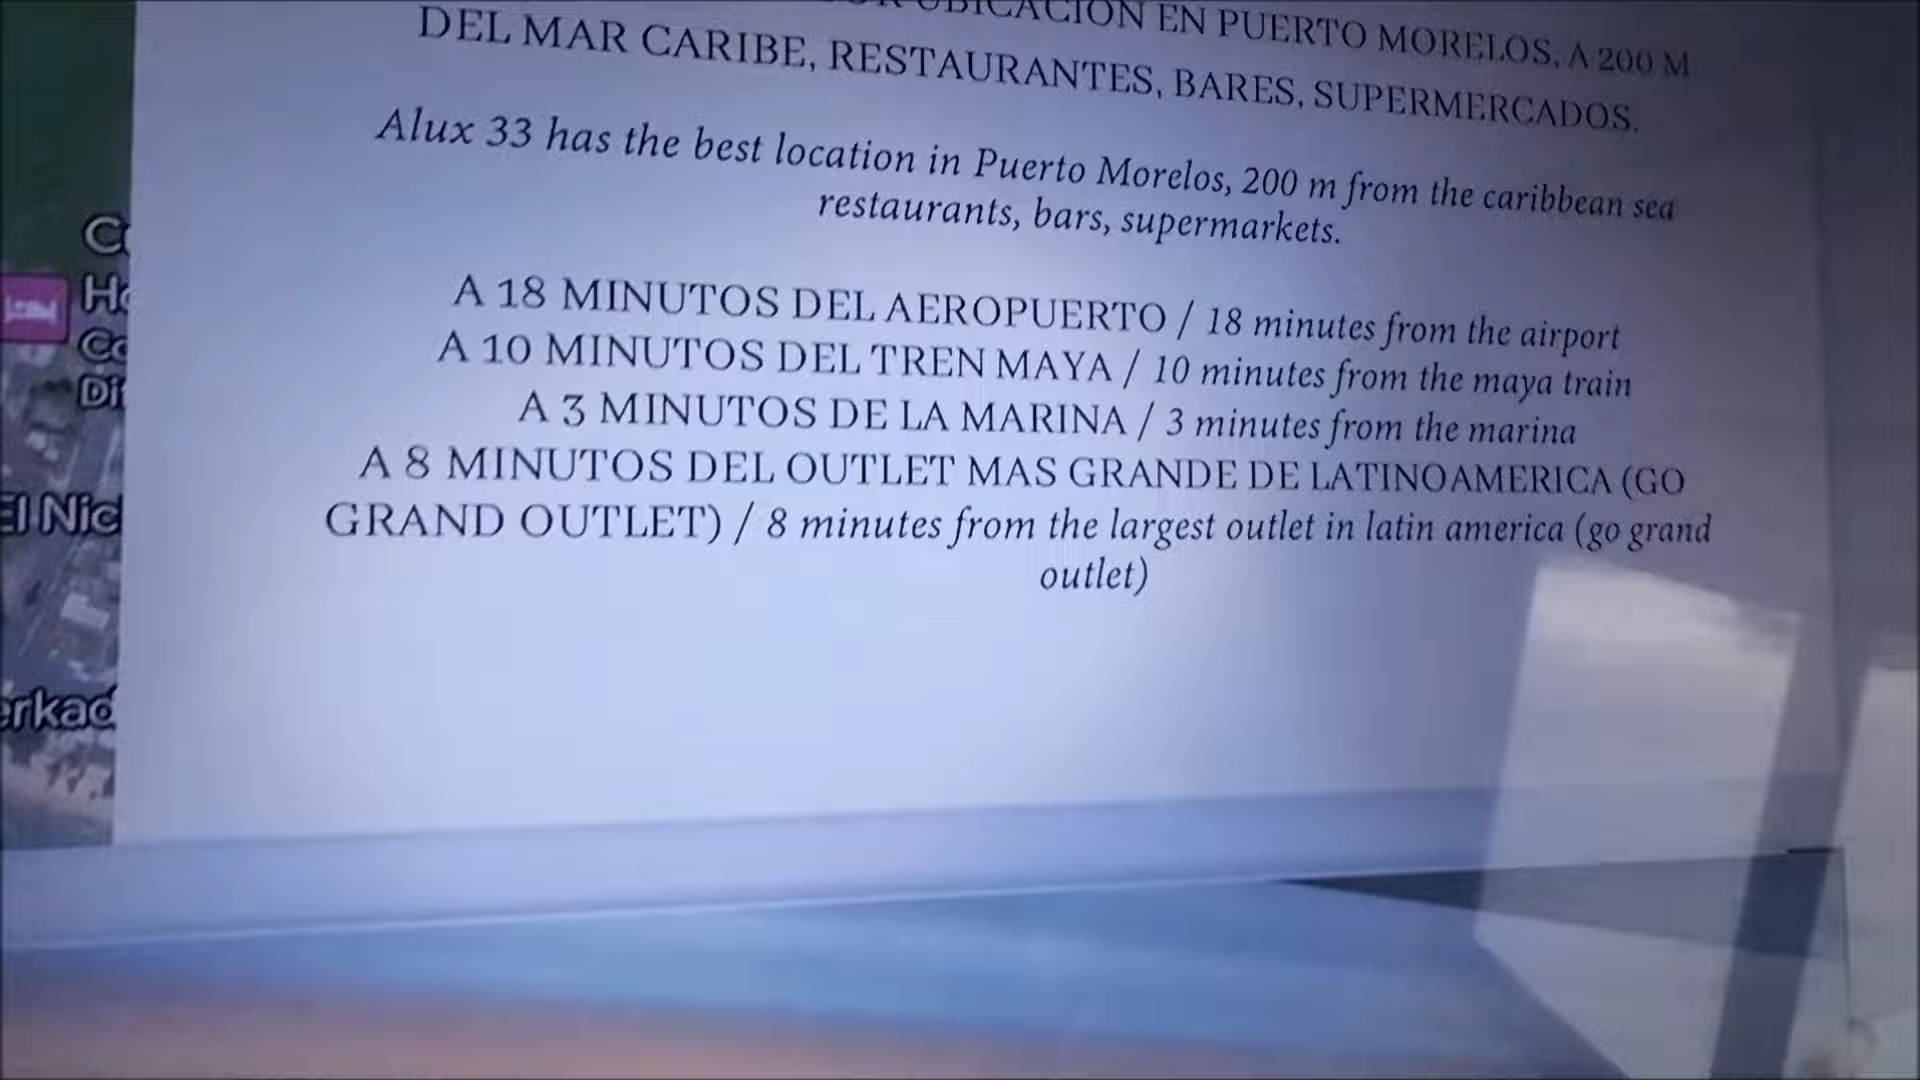 UBICACIÓN EN PUERTO MORELOS, A 200 M
DEL MAR CARIBE, RESTAURANTES, BARES, SUPERMERCADOS.
Alux 33 has the best location in Puerto Morelos, 200 m from the caribbean sea
restaurants, bars, supermarkets.
A 18 MINUTOS DEL AEROPUERTO / 18 minutes from the airport
A 10 MINUTOS DEL TREN MAYA / 10 minutes from the maya train
A 3 MINUTOS DE LA MARINA / 3 minutes from the marina
A 8 MINUTOS DEL OUTLET MAS GRANDE DE LATINOAMERICA (GO
GRAND OUTLET) / 8 minutes from the largest outlet in latin america (go grand
outlet)
El Nic
erkad